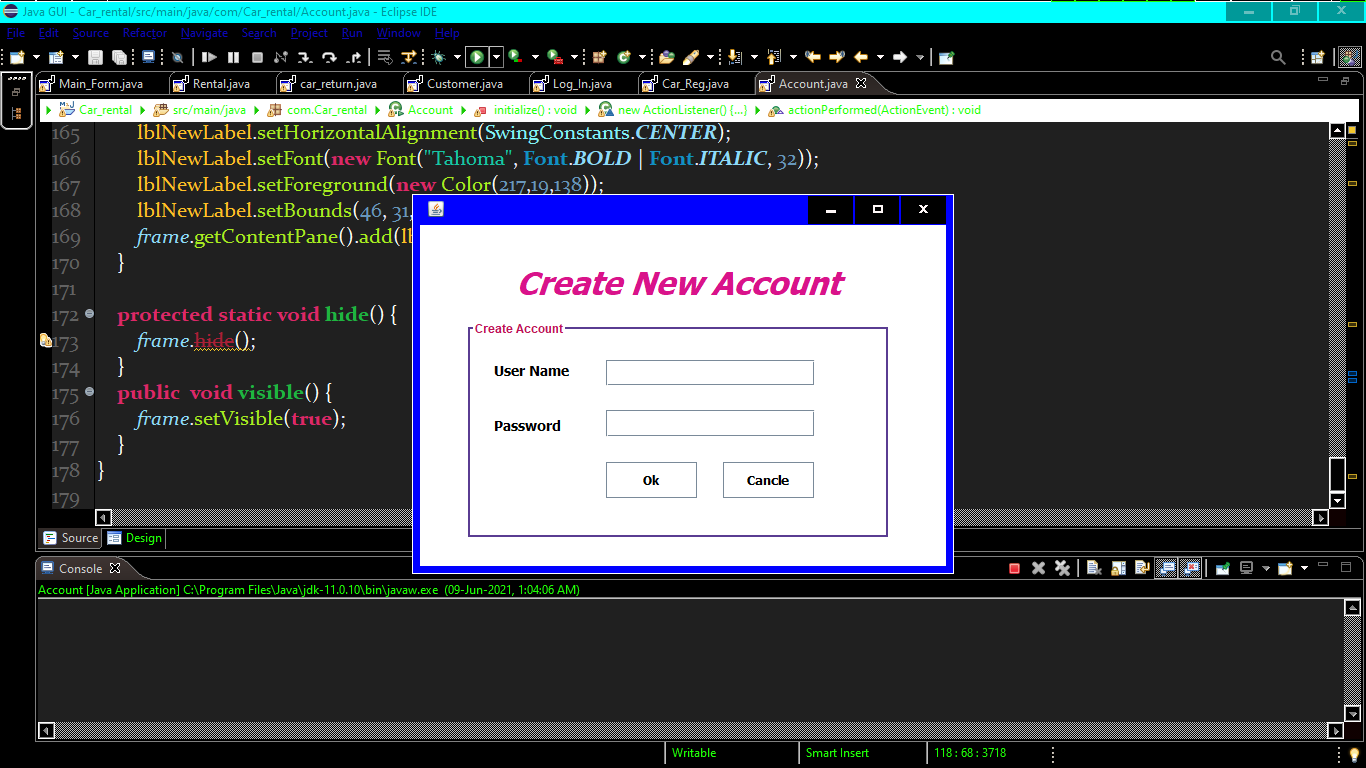 Java GUI - Car_rental/src/main/java/com/Car_rental/Account.java - Eclipse IDE
File Edit Source Refactor Navigate Search Project Run Window Help
Main_Form.java Rental.java car_return.java Customer.java Log_In.java Car_Reg.java Account.java
Car_rental src/main/java com.Car_rental Account initialize() : void new ActionListener() {...} actionPerformed(ActionEvent) : void
165 lblNewLabel.setHorizontalAlignment(SwingConstants.CENTER);
166 lblNewLabel.setFont(new Font("Tahoma", Font.BOLD | Font.ITALIC, 32));
167 lblNewLabel.setForeground(new Color(217,19,138));
168 lblNewLabel.setBounds(46, 31,
169 frame.getContentPane().add(lb
170 }
171
172 protected static void hide() {
173 frame.hide();
174 }
175 public void visible() {
176 frame.setVisible(true);
177 }
178 }
179
Create New Account
Create Account
User Name
Password
Ok Cancle
Source Design
Console
Account [Java Application] C:\Program Files\Java\jdk-11.0.10\bin\javaw.exe (09-Jun-2021, 1:04:06 AM)
Writable Smart Insert 118 : 68 : 3718